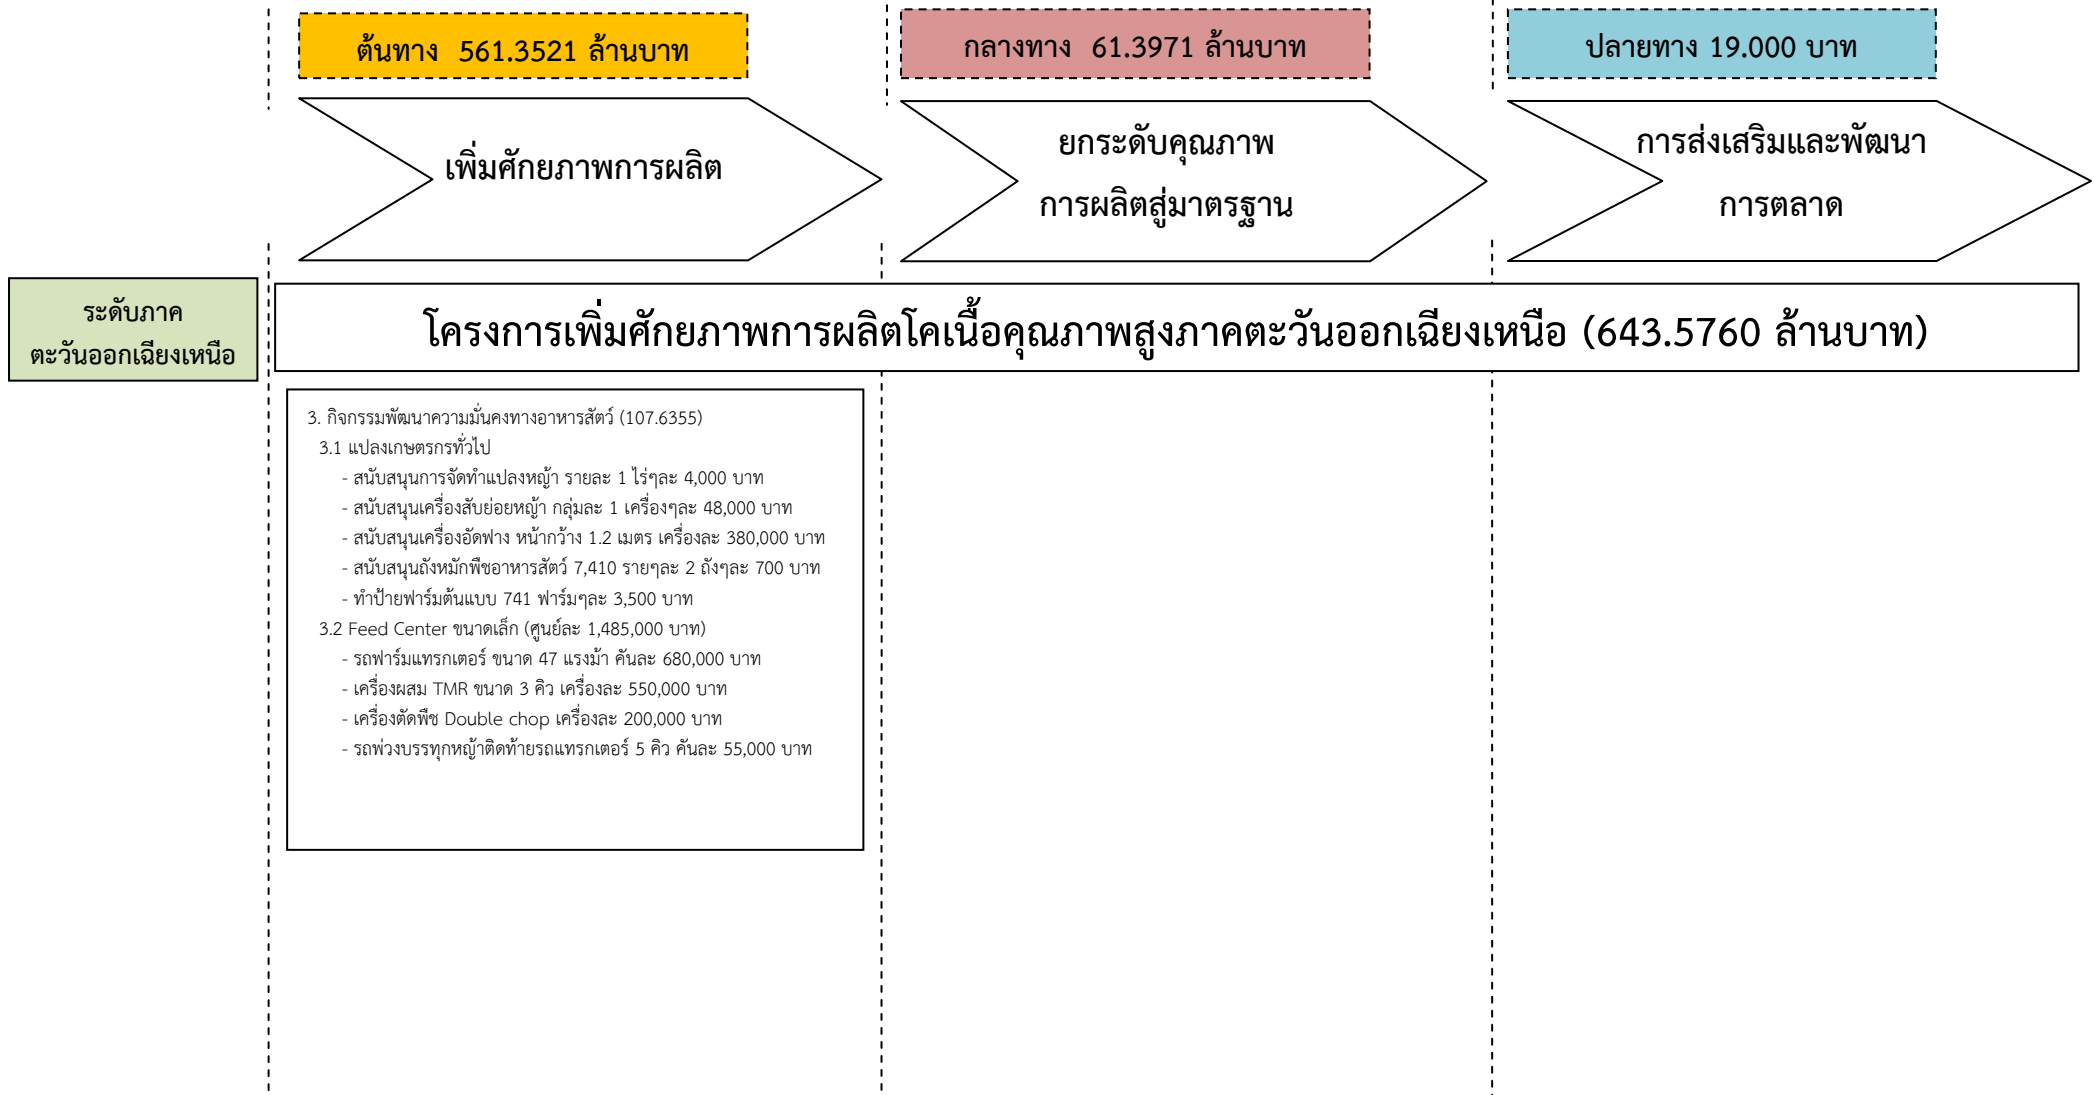 ต้นทาง 561.3521 ล้านบาท
กลางทาง 61.3971 ล้านบาท
ปลายทาง 19.000 บาท
เพิ่มศักยภาพการผลิต
ยกระดับคุณภาพ
การผลิตสู่มาตรฐาน
การส่งเสริมและพัฒนา
การตลาด
ระดับภาค
ตะวันออกเฉียงเหนือ
โครงการเพิ่มศักยภาพการผลิตโคเนื้อคุณภาพสูงภาคตะวันออกเฉียงเหนือ (643.5760 ล้านบาท)
3. กิจกรรมพัฒนาความมั่นคงทางอาหารสัตว์ (107.6355)
3.1 แปลงเกษตรกรทั่วไป
- สนับสนุนการจัดทำแปลงหญ้า รายละ 1 ไร่ๆละ 4,000 บาท
- สนับสนุนเครื่องสับย่อยหญ้า กลุ่มละ 1 เครื่องๆละ 48,000 บาท
- สนับสนุนเครื่องอัดฟาง หน้ากว้าง 1.2 เมตร เครื่องละ 380,000 บาท
- สนับสนุนถังหมักพืชอาหารสัตว์ 7,410 รายๆละ 2 ถังๆละ 700 บาท
- ทำป้ายฟาร์มต้นแบบ 741 ฟาร์มๆละ 3,500 บาท
3.2 Feed Center ขนาดเล็ก (ศูนย์ละ 1,485,000 บาท)
- รถฟาร์มแทรกเตอร์ ขนาด 47 แรงม้า คันละ 680,000 บาท
- เครื่องผสม TMR ขนาด 3 คิว เครื่องละ 550,000 บาท
- เครื่องตัดพืช Double chop เครื่องละ 200,000 บาท
- รถพ่วงบรรทุกหญ้าติดท้ายรถแทรกเตอร์ 5 คิว คันละ 55,000 บาท